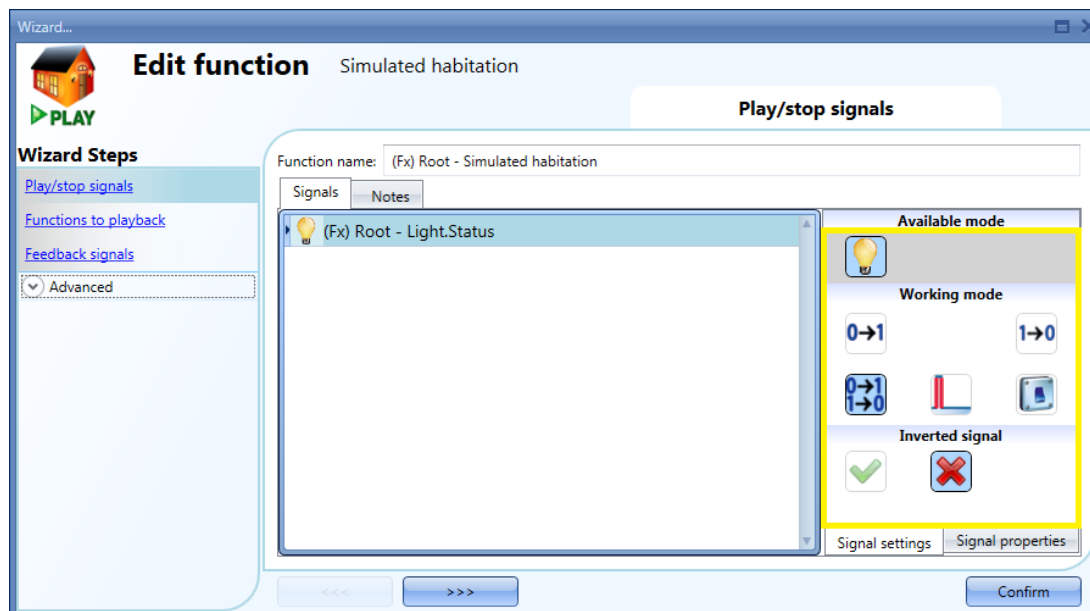 Wizard...
Edit function Simulated habitation
PLAY
Play/stop signals
Wizard Steps
Play/stop signals
Functions to playback
Feedback signals
Advanced
Function name: (Fx) Root - Simulated habitation
Signals Notes
(Fx) Root - Light.Status
Available mode
Working mode
0→1 1→0
0→1
1→0
Inverted signal
Signal settings Signal properties
<<< >>> Confirm